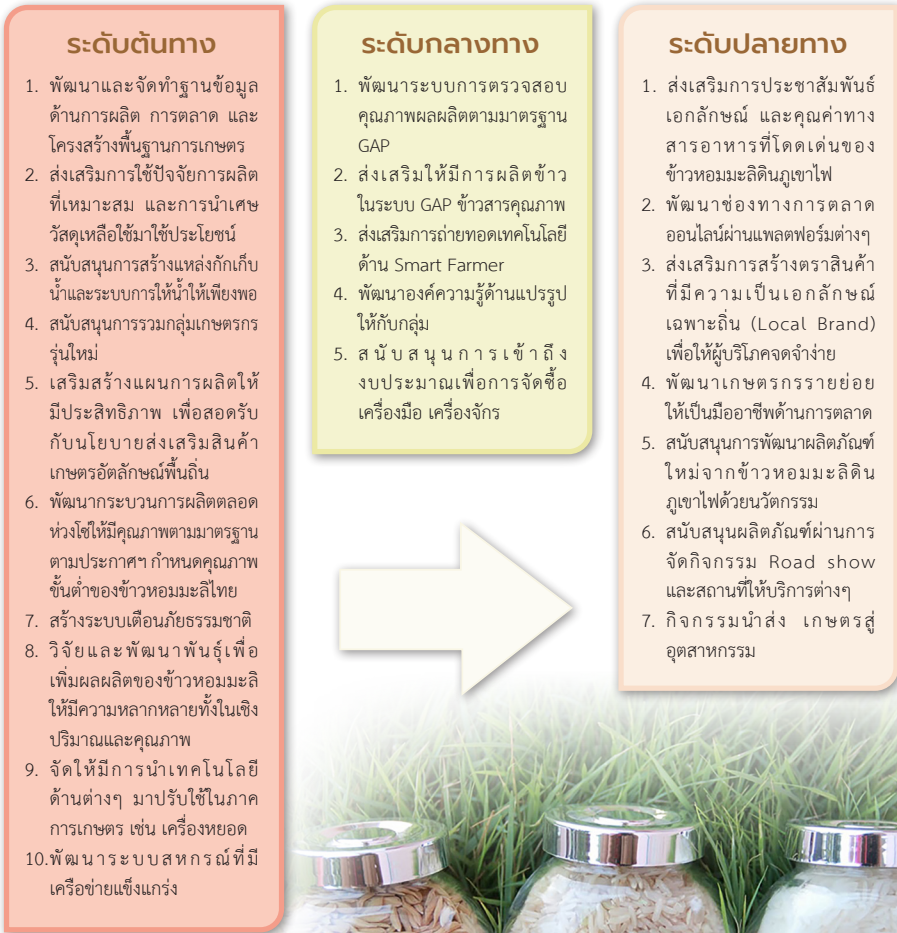 ระดับต้นทาง
1. พัฒนาและจัดทำฐานข้อมูล
ด้านการผลิต การตลาด และ
โครงสร้างพื้นฐานการเกษตร
2. ส่งเสริมการใช้ปัจจัยการผลิต
ที่เหมาะสม และการนำเศษ
วัสดุเหลือใช้มาใช้ประโยชน์
3. สนับสนุนการสร้างแหล่งกักเก็บ
น้ำและระบบการให้น้ำให้เพียงพอ
4. สนับสนุนการรวมกลุ่มเกษตรกร
รุ่นใหม่
5. เสริมสร้างแผนการผลิตให้
มีประสิทธิภาพ เพื่อสอดรับ
กับนโยบายส่งเสริมสินค้า
เกษตรอัตลักษณ์พื้นถิ่น
6. พัฒนากระบวนการผลิตตลอด
ห่วงโซ่ให้มีคุณภาพตามมาตรฐาน
ตามประกาศฯ กำหนดคุณภาพ
ขั้นต่ำของข้าวหอมมะลิไทย
7. สร้างระบบเตือนภัยธรรมชาติ
8. วิจัยและพัฒนาพันธุ์เพื่อ
เพิ่มผลผลิตของข้าวหอมมะลิ
ให้มีความหลากหลายทั้งในเชิง
ปริมาณและคุณภาพ
9. จัดให้มีการนำเทคโนโลยี
ด้านต่างๆ มาปรับใช้ในภาค
การเกษตร เช่น เครื่องหยอด
10.พัฒนาระบบสหกรณ์ที่มี
เครือข่ายแข็งแกร่ง
ระดับกลางทาง
1. พัฒนาระบบการตรวจสอบ
คุณภาพผลผลิตตามมาตรฐาน
GAP
2. ส่งเสริมให้มีการผลิตข้าว
ในระบบ GAP ข้าวสารคุณภาพ
3. ส่งเสริมการถ่ายทอดเทคโนโลยี
ด้าน Smart Farmer
4. พัฒนาองค์ความรู้ด้านแปรรูป
ให้กับกลุ่ม
5. สนับสนุนการเข้าถึง
งบประมาณเพื่อการจัดซื้อ
เครื่องมือ เครื่องจักร
ระดับปลายทาง
1. ส่งเสริมการประชาสัมพันธ์
เอกลักษณ์ และคุณค่าทาง
สารอาหารที่โดดเด่นของ
ข้าวหอมมะลิดินภูเขาไฟ
2. พัฒนาช่องทางการตลาด
ออนไลน์ผ่านแพลตฟอร์มต่างๆ
3. ส่งเสริมการสร้างตราสินค้า
ที่มีความเป็นเอกลักษณ์
เฉพาะถิ่น (Local Brand)
เพื่อให้ผู้บริโภคจดจำง่าย
4. พัฒนาเกษตรกรรายย่อย
ให้เป็นมืออาชีพด้านการตลาด
5. สนับสนุนการพัฒนาผลิตภัณฑ์
ใหม่จากข้าวหอมมะลิดิน
ภูเขาไฟด้วยนวัตกรรม
6. สนับสนุนผลิตภัณฑ์ผ่านการ
จัดกิจกรรม Road show
และสถานที่ให้บริการต่างๆ
7. กิจกรรมนำส่ง เกษตรสู่
อุตสาหกรรม